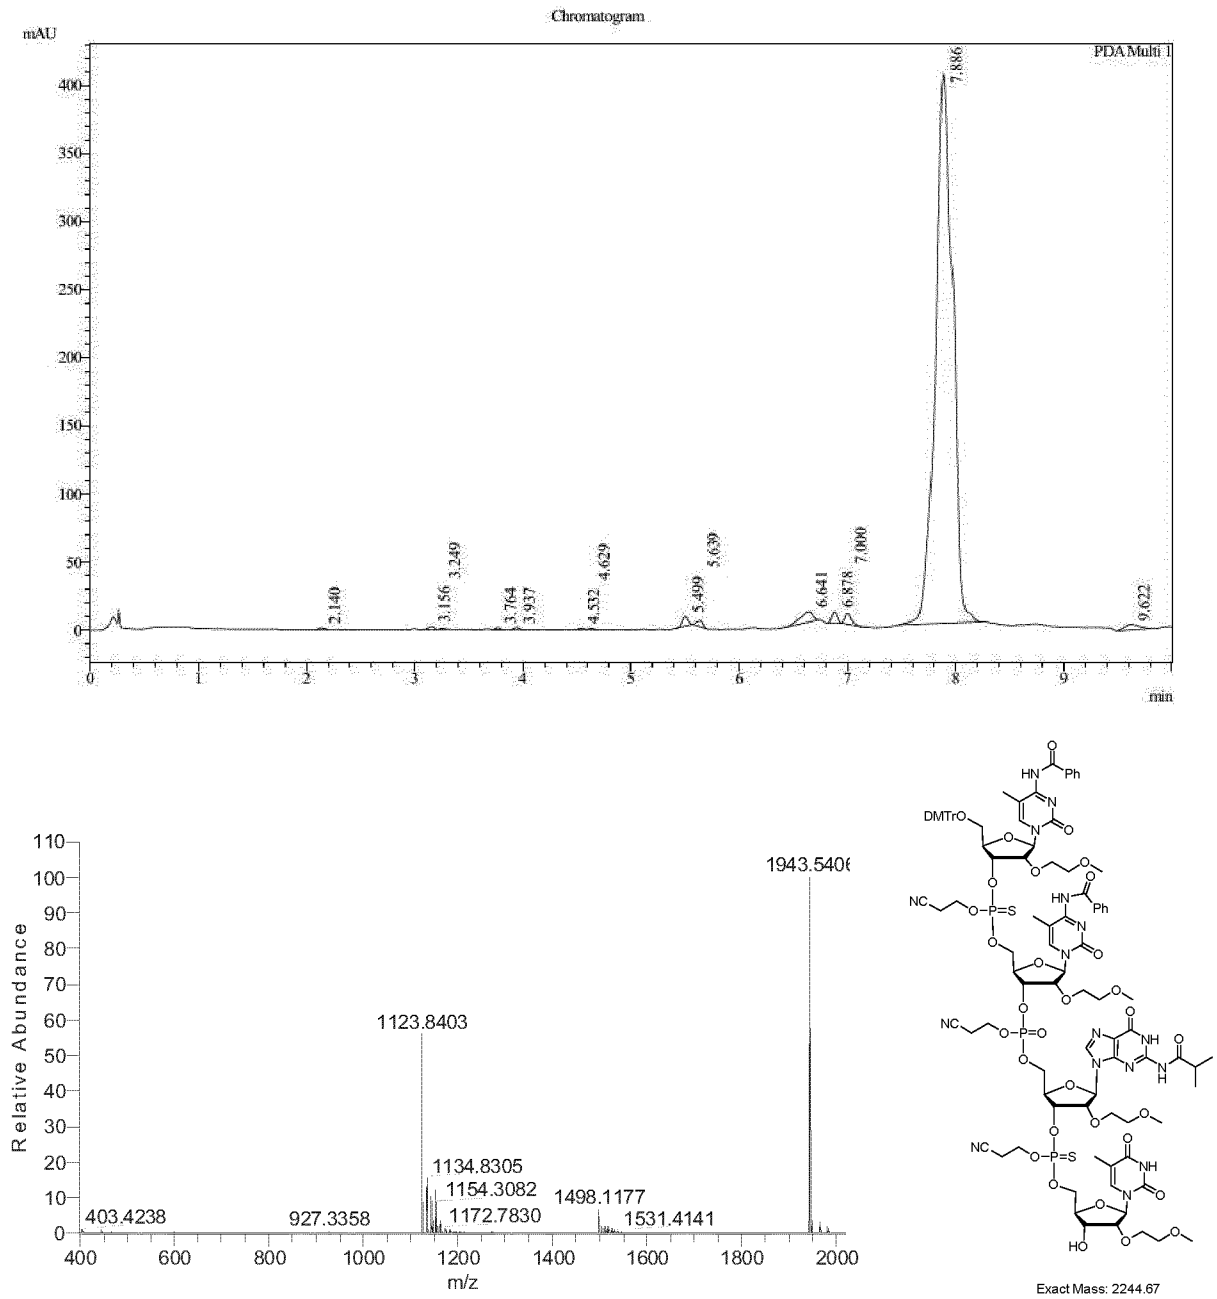 Chromatogram
mAU
PDA Multi 1
7.886
400
350
300
250
200
150
100
50
0
2.140
3.156
3.249
3.764
3.937
4.532
4.629
5.499
5.639
6.641
6.878
7.000
9.622
0 1 2 3 4 5 6 7 8 9
min
Relative Abundance
110
100
90
80
70
60
50
40
30
20
10
0
1943.5406
1123.8403
1134.8305
1154.3082
1172.7830
1498.1177
1531.4141
403.4238
927.3358
400 600 800 1000 1200 1400 1600 1800 2000
m/z
O
HN Ph
N
DMTrO N O
O
O O
O O
NC HN Ph
O P S N
O N O
O
O O
O O
NC N NH O
O P O N N N
O H
O
O O
O O
NC NH
O P S N O
O
O
HO O O
Exact Mass: 2244.67